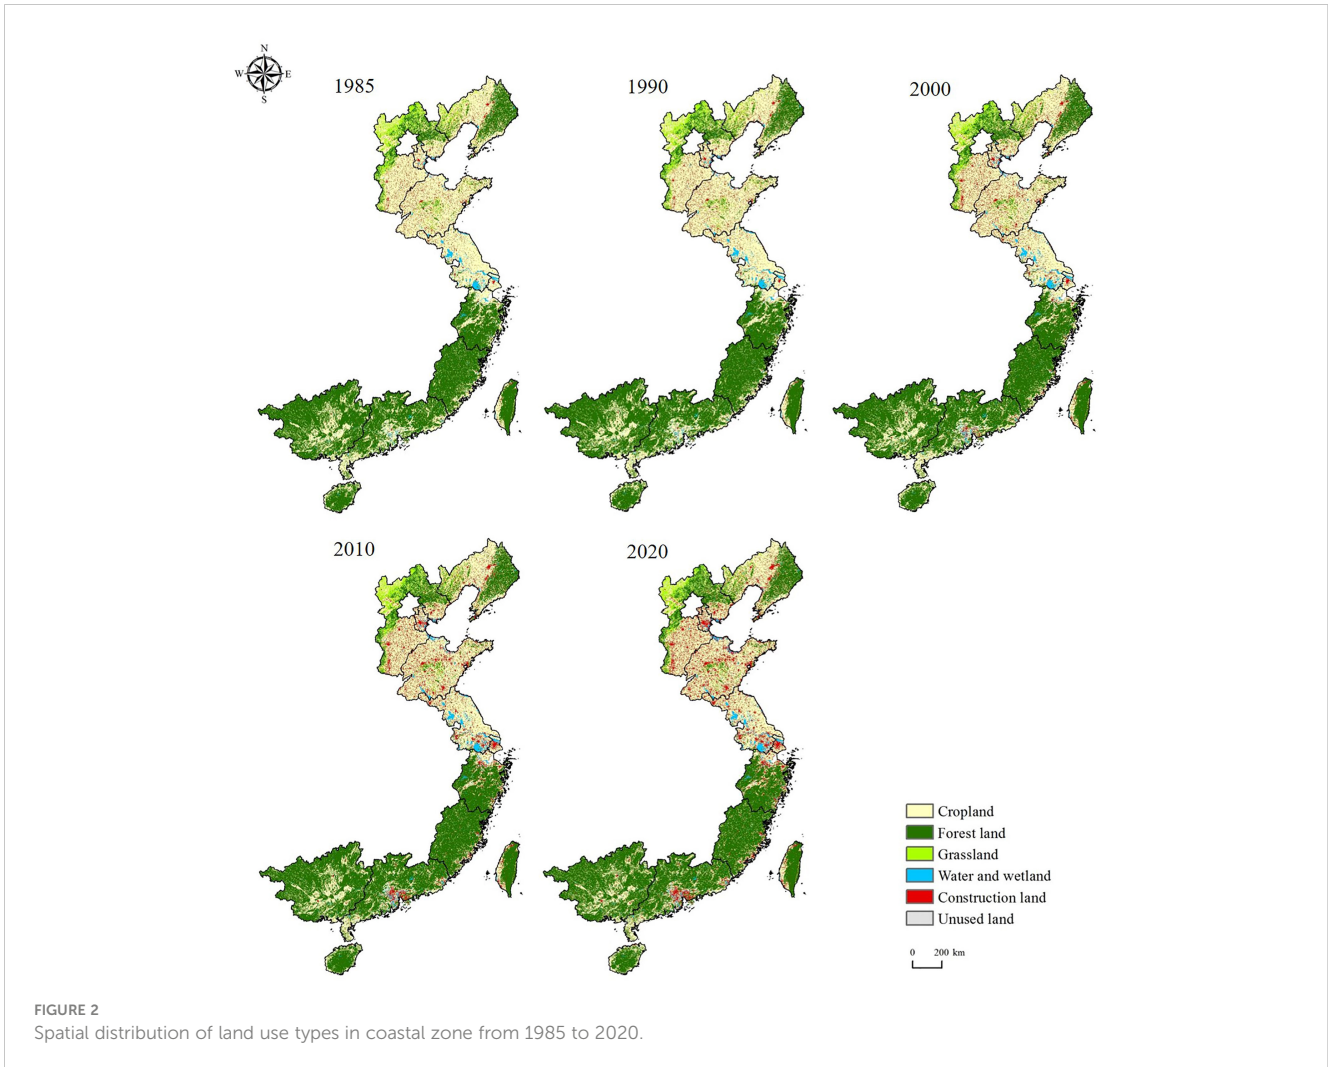 N
W E
S
1985
1990
2000
2010
2020
Cropland
Forest land
Grassland
Water and wetland
Construction land
Unused land
0 200 km
FIGURE 2
Spatial distribution of land use types in coastal zone from 1985 to 2020.